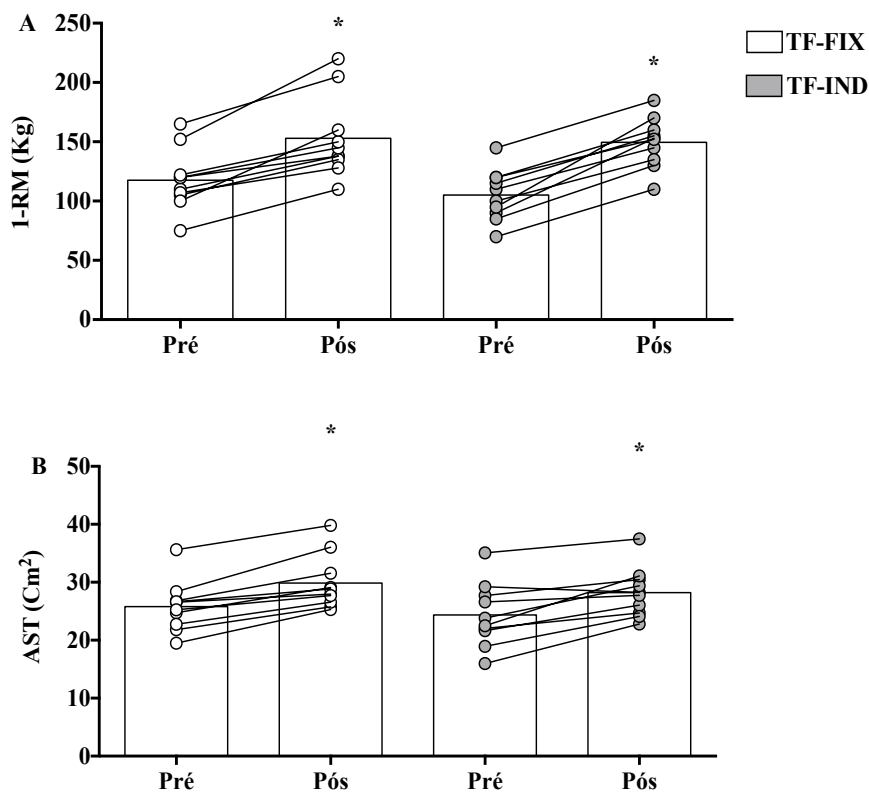 A
250
200
150
100
50
0
1-RM (Kg)
*
*
Pré Pós Pré Pós
TF-FIX
TF-IND
B
50
40
30
20
10
0
AST (Cm²)
*
*
Pré Pós Pré Pós